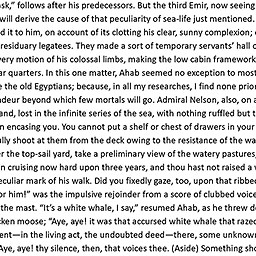 ask,” follows after his predecessors. But the third Emir, now seeing
will derive the cause of that peculiarity of sea-life just mentioned.
d it to him, on account of its clotting his clear, sunny complexion;
residuary legatees. They made a sort of temporary servants’ hall o
very motion of his colossal limbs, making the low cabin framework
ar quarters. In this one matter, Ahab seemed no exception to most
e the old Egyptians; because, in all my researches, I find none prior
ndeur beyond which few mortals will go. Admiral Nelson, also, on a
and, lost in the infinite series of the sea, with nothing ruffled but t
n encasing you. You cannot put a shelf or chest of drawers in your
ully shoot at them from the deck owing to the resistance of the wa
r the top-sail yard, take a preliminary view of the watery pastures,
n cruising now hard upon three years, and thou hast not raised a
eculiar mark of his walk. Did you fixedly gaze, too, upon that ribbed
or him!” was the impulsive rejoinder from a score of clubbed voice
the mast. “It’s a white whale, I say,” resumed Ahab, as he threw do
cken moose; “Aye, aye! it was that accursed white whale that razed
ent—in the living act, the undoubted deed—there, some unknown
Aye, aye! thy silence, then, that voices thee. (Aside) Something sho